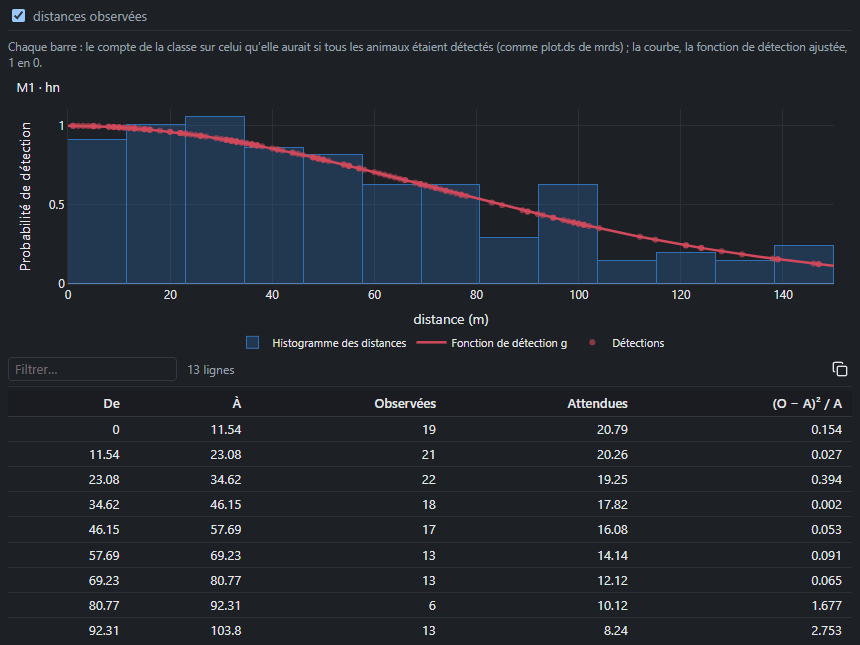 distances observées
Chaque barre : le compte de la classe sur celui qu'elle aurait si tous les animaux étaient détectés (comme plot.ds de mrds) ; la courbe, la fonction de détection ajustée,
1 en 0.
M1 · hn
Probabilité de détection
1
0.5
0
0 20 40 60 80 100 120 140
distance (m)
Histogramme des distances Fonction de détection g Détections
Filtrer... 13 lignes
De À Observées Attendues (O − A)² / A
0 11.54 19 20.79 0.154
11.54 23.08 21 20.26 0.027
23.08 34.62 22 19.25 0.394
34.62 46.15 18 17.82 0.002
46.15 57.69 17 16.08 0.053
57.69 69.23 13 14.14 0.091
69.23 80.77 13 12.12 0.065
80.77 92.31 6 10.12 1.677
92.31 103.8 13 8.24 2.753